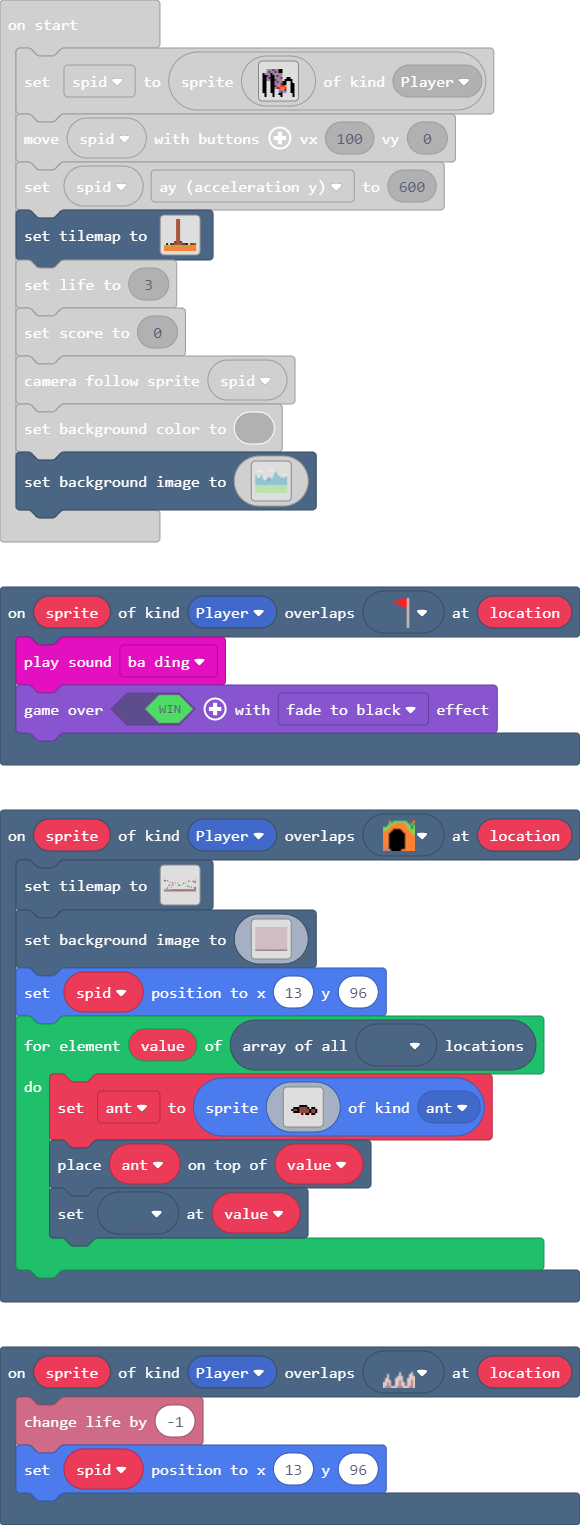 on start
set spid to sprite of kind Player
move spid with buttons vx 100 vy 0
set spid ay (acceleration y) to 600
set tilemap to
set life to 3
set score to 0
camera follow sprite spid
set background color to
set background image to
on sprite of kind Player overlaps at location
play sound ba ding
game over WIN with fade to black effect
on sprite of kind Player overlaps at location
set tilemap to
set background image to
set spid position to x 13 y 96
for element value of array of all locations
do
set ant to sprite of kind ant
place ant on top of value
set at value
on sprite of kind Player overlaps at location
change life by -1
set spid position to x 13 y 96